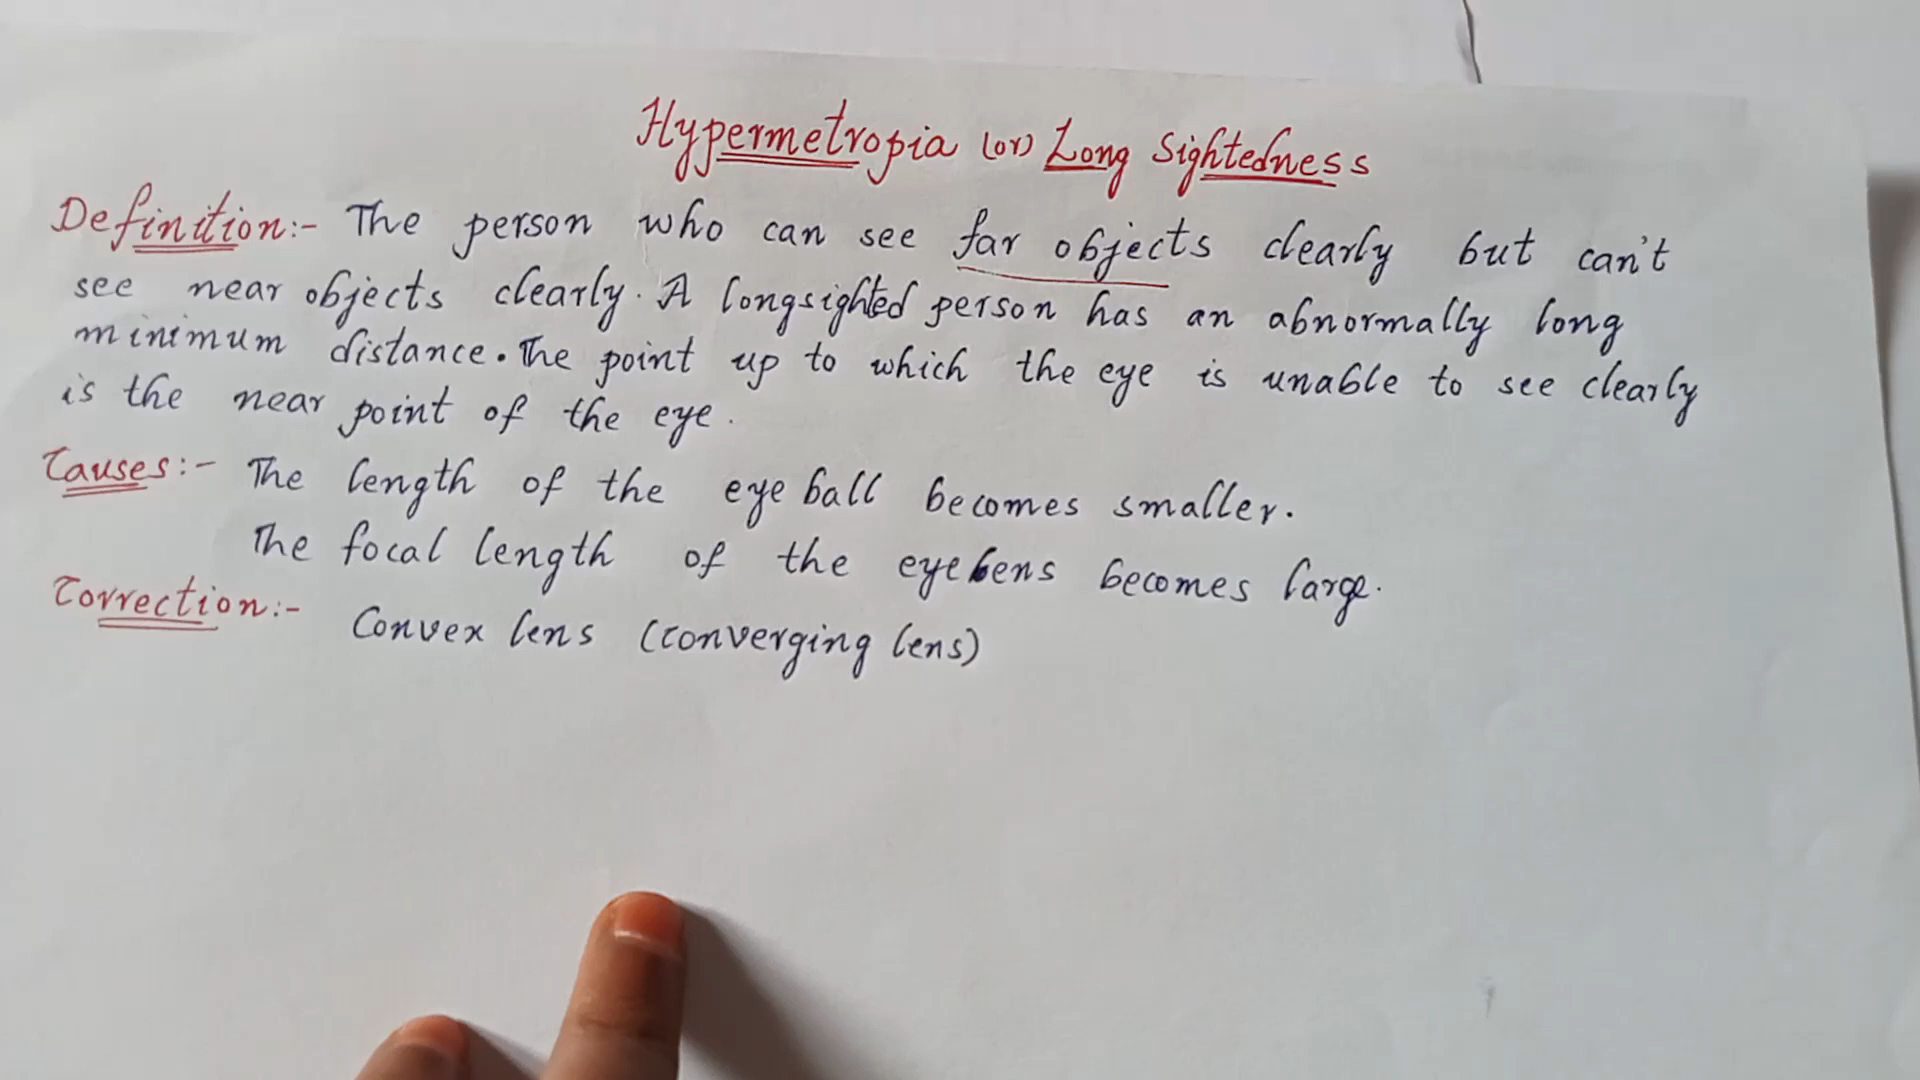 Hypermetropia (or) Long Sightedness
Definition:- The person who can see far objects clearly but can't
see near objects clearly. A longsighted person has an abnormally long
minimum distance. The point up to which the eye is unable to see clearly
is the near point of the eye.
Causes:- The length of the eye ball becomes smaller.
The focal length of the eyelens becomes large.
Correction:- Convex lens (converging lens)